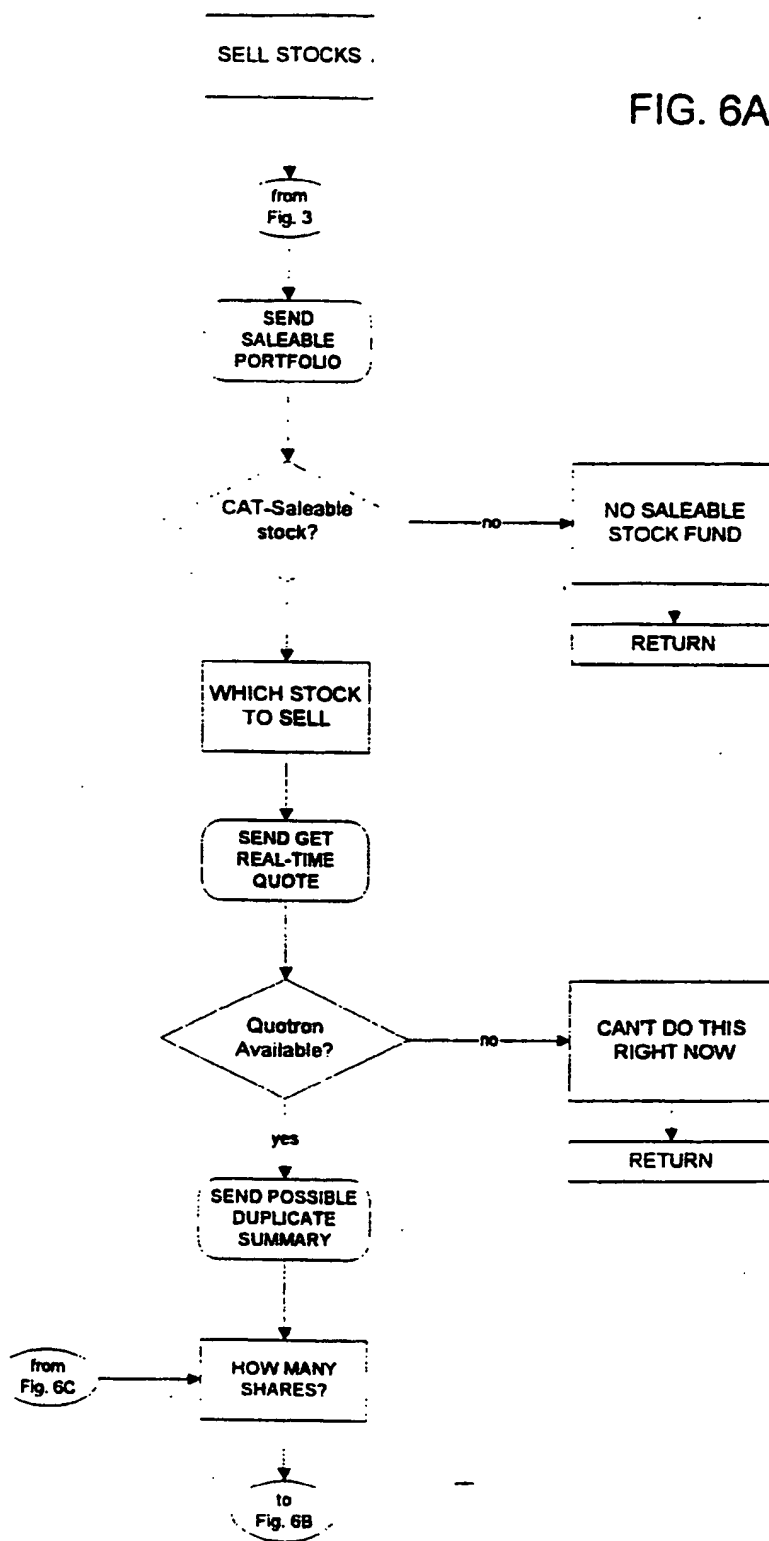 SELL STOCKS
FIG. 6A
from
Fig. 3
SEND
SALEABLE
PORTFOLIO
CAT-Saleable
stock?
no
NO SALEABLE
STOCK FUND
RETURN
WHICH STOCK
TO SELL
SEND GET
REAL-TIME
QUOTE
Quotron
Available?
no
CAN'T DO THIS
RIGHT NOW
yes
RETURN
SEND POSSIBLE
DUPLICATE
SUMMARY
from
Fig. 6C
HOW MANY
SHARES?
to
Fig. 6B